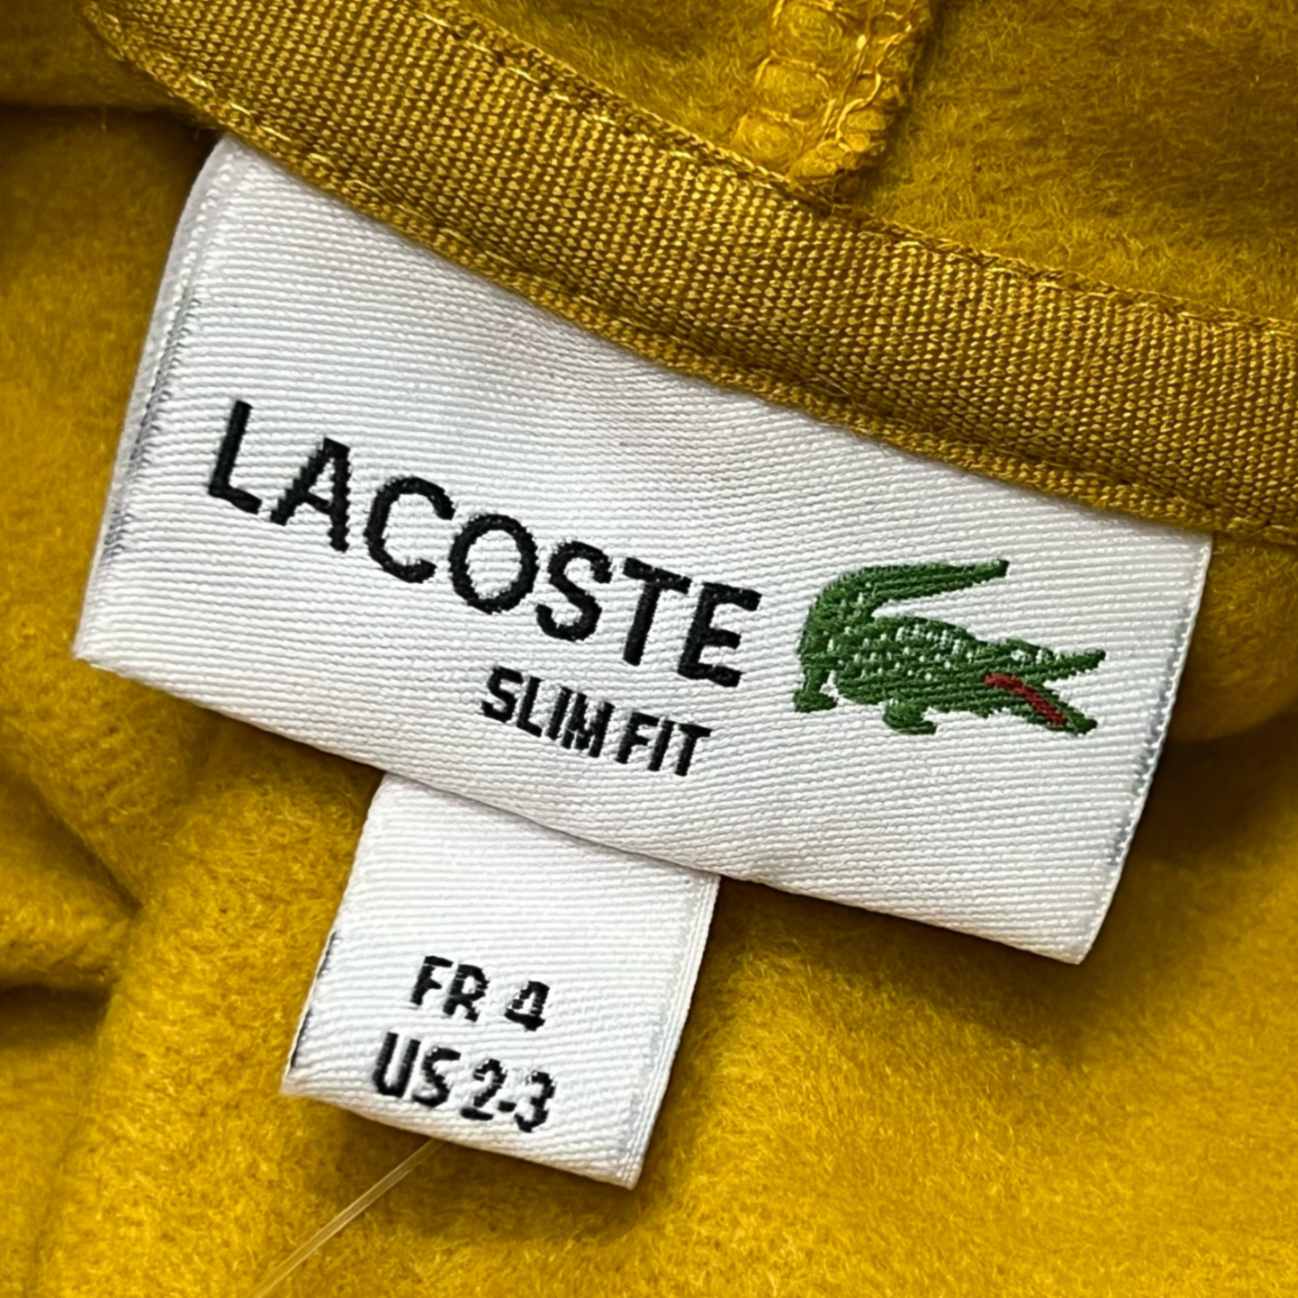 LACOSTE
SLIM FIT
FR 4
US 2-3